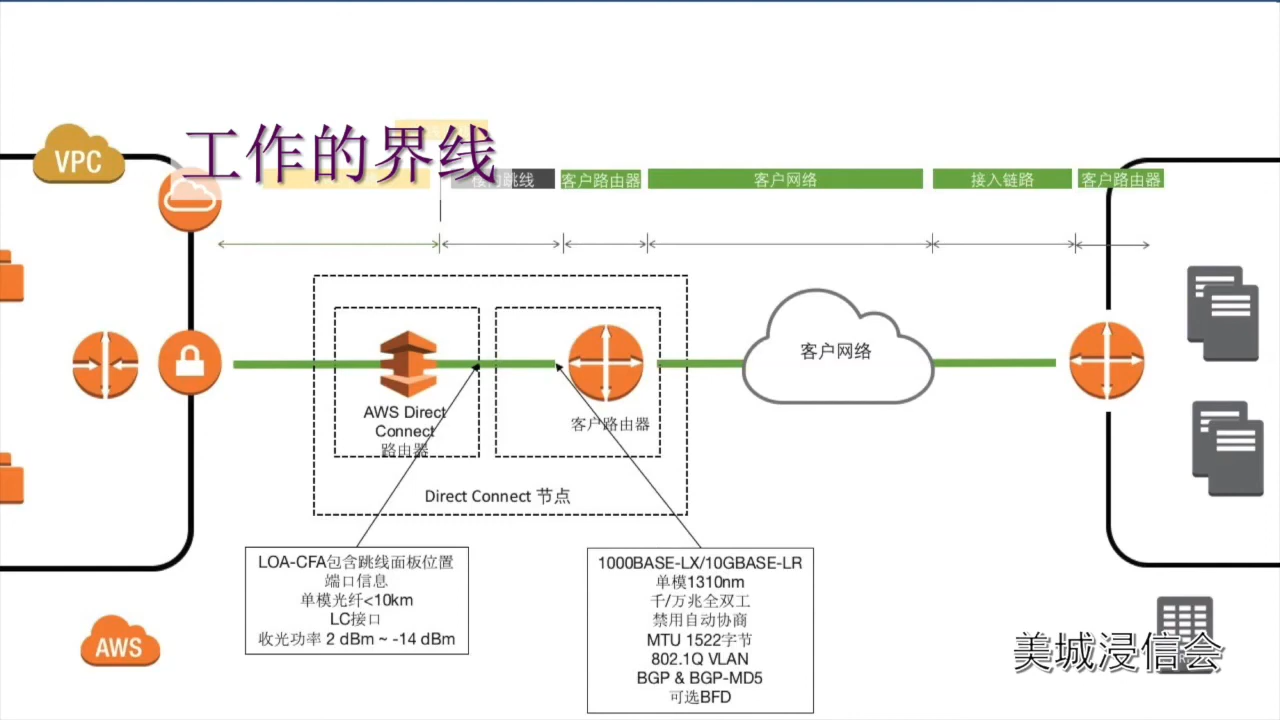 工作的界线
VPC
跳线
客户路由器
客户网络
接入链路
客户路由器
客户网络
AWS Direct
Connect
路由器
客户路由器
Direct Connect 节点
LOA-CFA包含跳线面板位置
端口信息
单模光纤<10km
LC接口
收光功率 2 dBm ~ -14 dBm
1000BASE-LX/10GBASE-LR
单模1310nm
千/万兆全双工
禁用自动协商
MTU 1522字节
802.1Q VLAN
BGP & BGP-MD5
可选BFD
AWS
美城浸信会